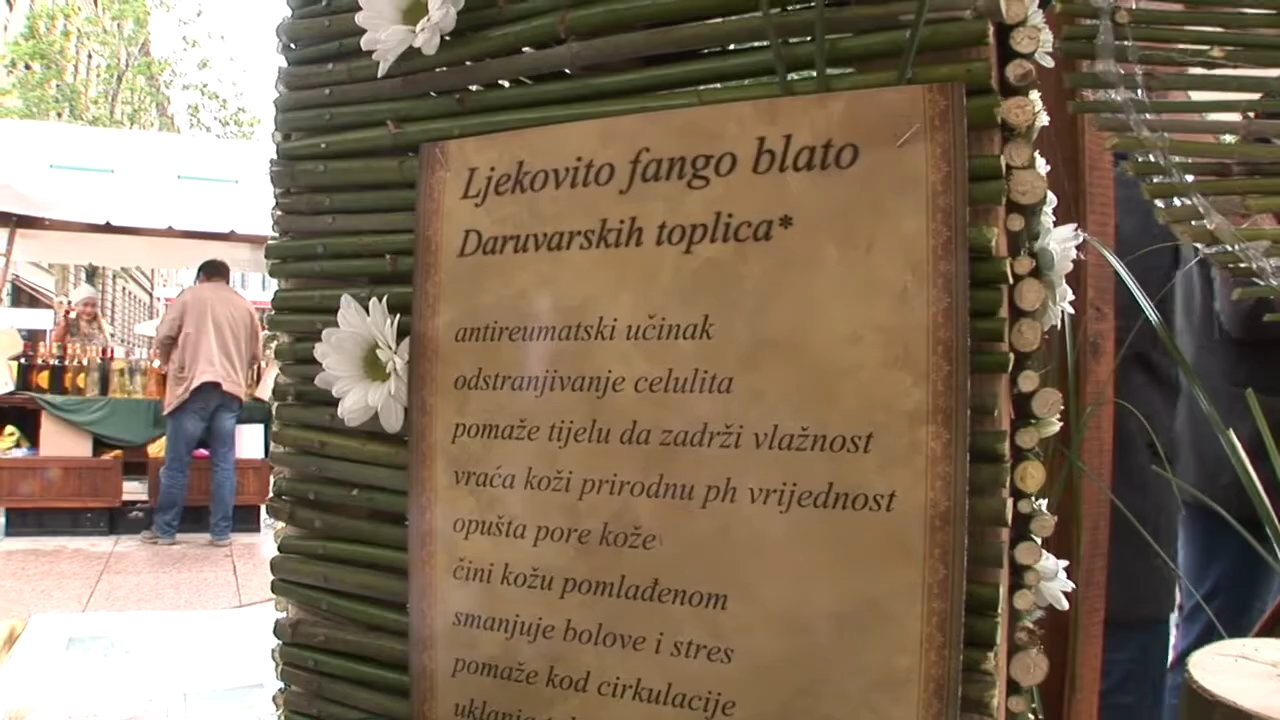 Ljekovito fango blato
Daruvarskih toplica*
antireumatski učinak
odstranjivanje celulita
pomaže tijelu da zadrži vlažnost
vraća koži prirodnu ph vrijednost
opušta pore kože
čini kožu pomlađenom
smanjuje bolove i stres
pomaže kod cirkulacije